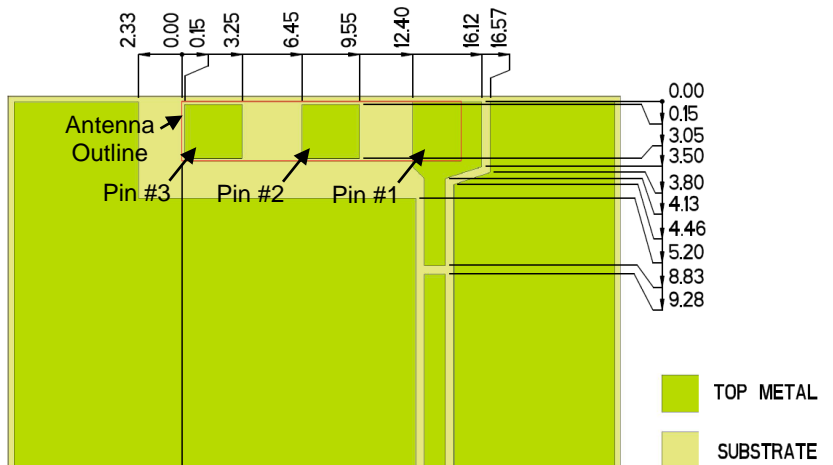 2.33
0.00
0.15
3.25
6.45
9.55
12.40
16.12
16.57
0.00
0.15
3.05
3.50
3.80
4.13
4.46
5.20
8.83
9.28
Antenna
Outline
Pin #3
Pin #2
Pin #1
TOP METAL
SUBSTRATE